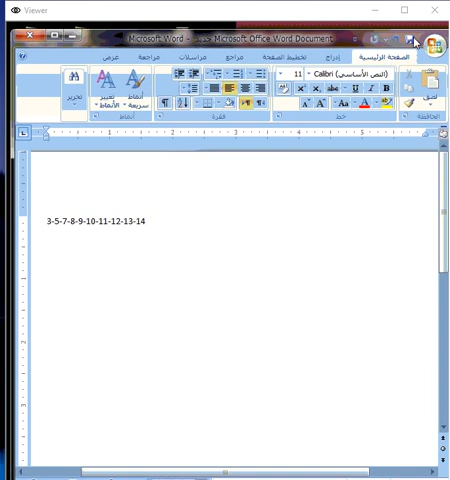 Viewer
Microsoft Word - جديد Microsoft Office Word Document
الصفحة الرئيسية إدراج تخطيط الصفحة مراجع مراسلات مراجعة عرض
لصق
Calibri (النص الأساسي) 11
تغيير الأنماط
أنماط سريعة
تحرير
الحافظة خط فقرة أنماط
3-5-7-8-9-10-11-12-13-14